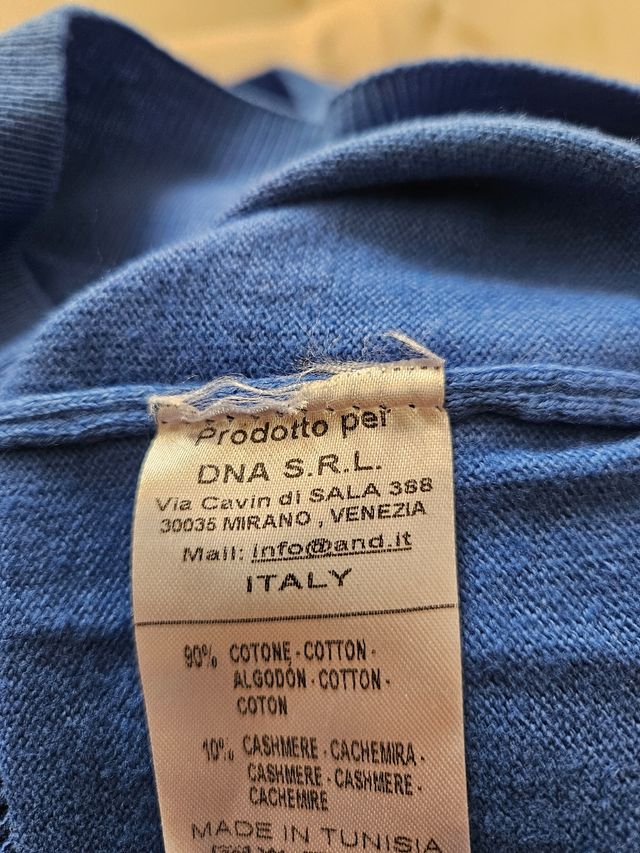 Prodotto per
DNA S.R.L.
Via Cavin di SALA 388
30035 MIRANO , VENEZIA
Mail: info@and.it
ITALY
90% COTONE - COTTON -
ALGODÓN - COTTON -
COTON
10% CASHMERE - CACHEMIRA -
CASHMERE - CASHMERE -
CACHEMIRE
MADE IN TUNISIA